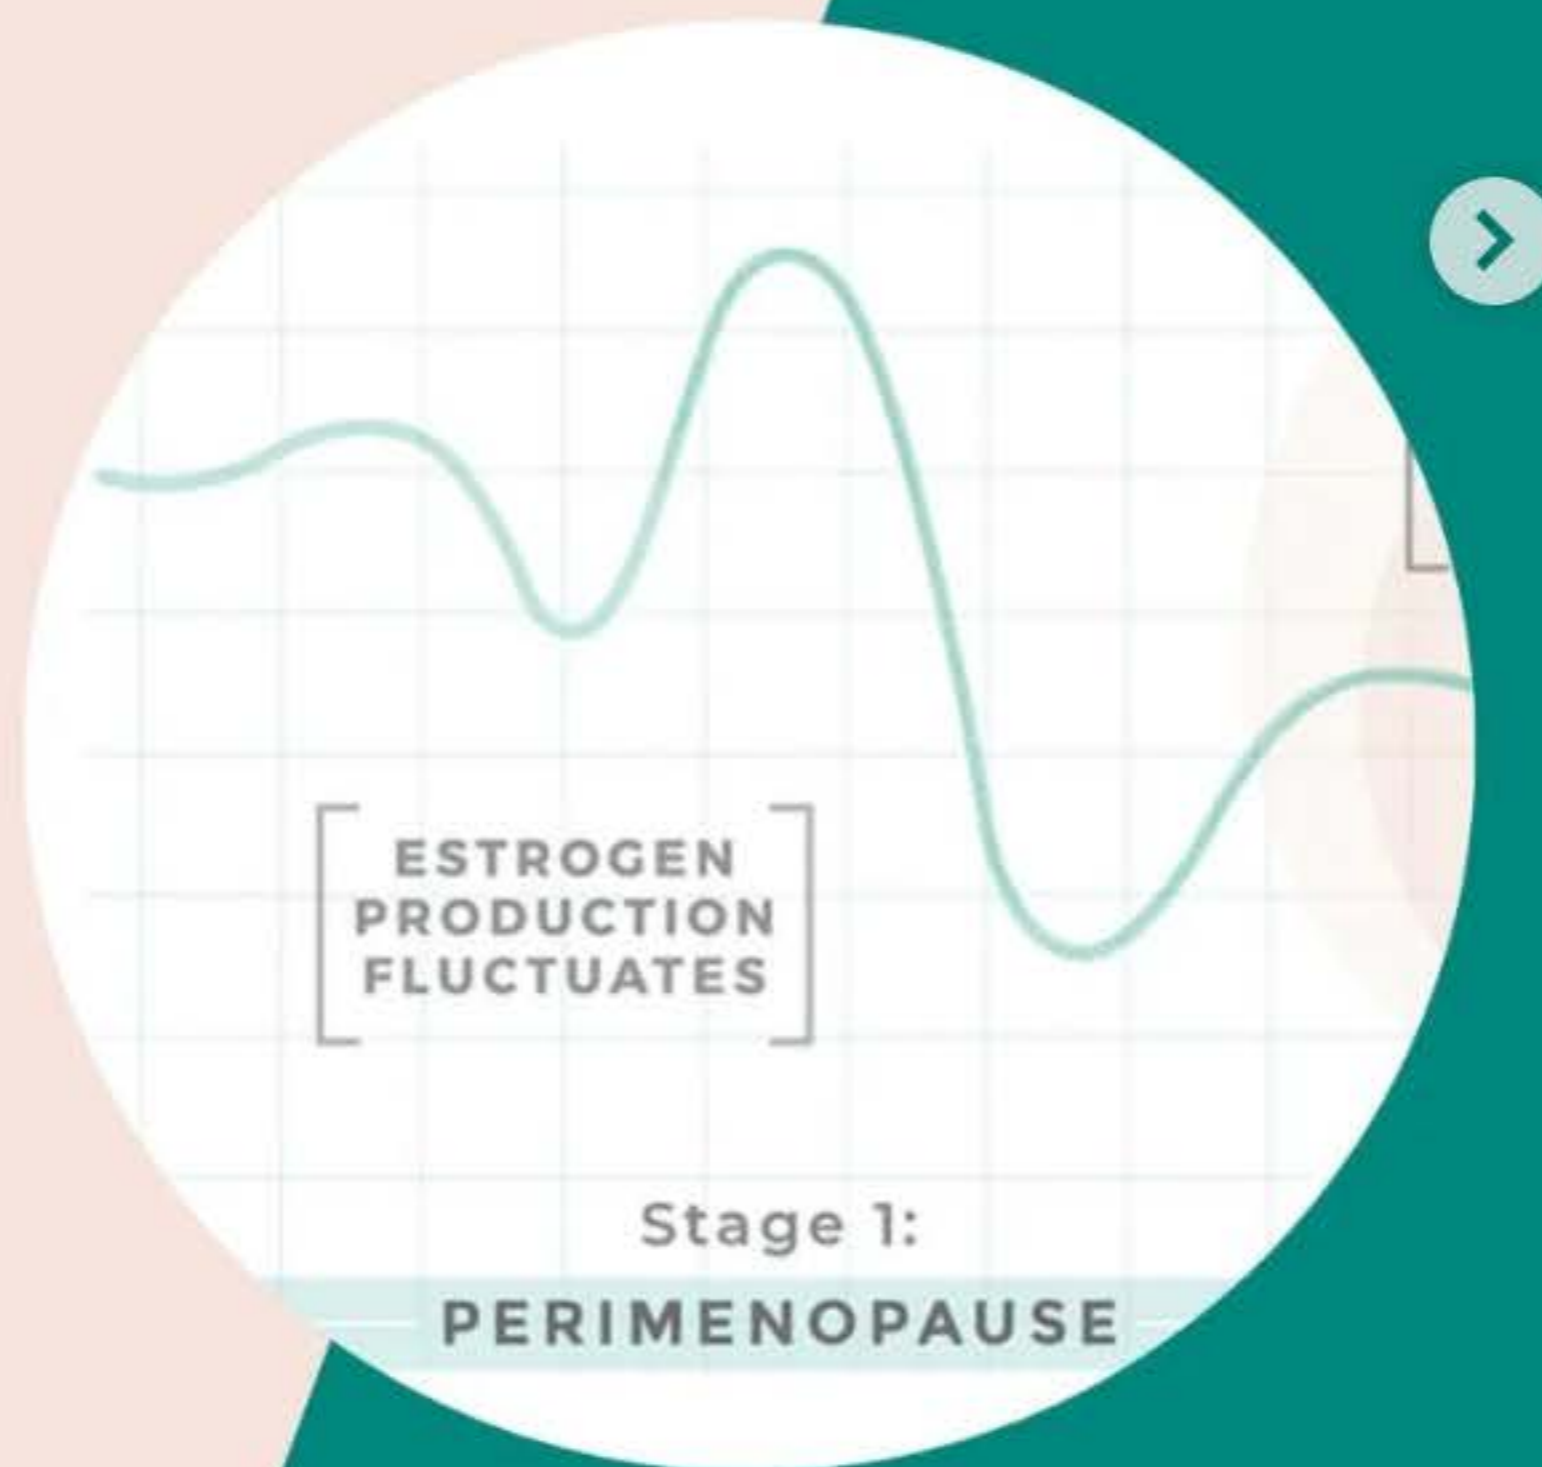 ESTROGEN
PRODUCTION
FLUCTUATES
Stage 1:
PERIMENOPAUSE